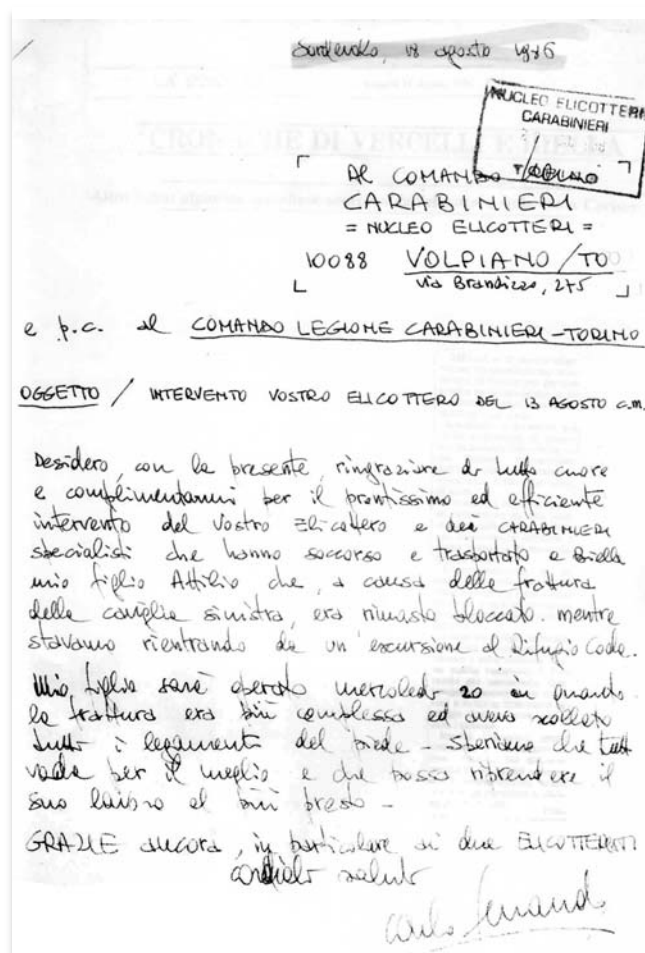 Sordevolo, 18 agosto 1986
NUCLEO ELICOTTERI
CARABINIERI
TORINO
AL COMANDO
CARABINIERI
= NUCLEO ELICOTTERI =
10088 VOLPIANO/TO
via Brandizzo, 275
e p.c. al COMANDO LEGIONE CARABINIERI - TORINO
OGGETTO / INTERVENTO VOSTRO ELICOTTERO DEL 13 AGOSTO c.m.
Desidero, con la presente, ringraziare di tutto cuore
e complimentarmi per il prontissimo ed efficiente
intervento del Vostro Elicottero e dei CARABINIERI
specialisti che hanno soccorso e trasportato a Biella
mio figlio Attilio che, a causa della frattura
della caviglia sinistra, era rimasto bloccato mentre
stavamo rientrando da un'escursione al Rifugio Coda.
Mio figlio sarà operato mercoledì 20 in quanto
la frattura era più complessa ed aveva scollato
tutti i legamenti del piede - Speriamo che tutto
vada per il meglio e che possa riprendere il
suo lavoro al più presto -
GRAZIE ancora, in particolare ai due ELICOTTERISTI
cordiali saluti
Carlo